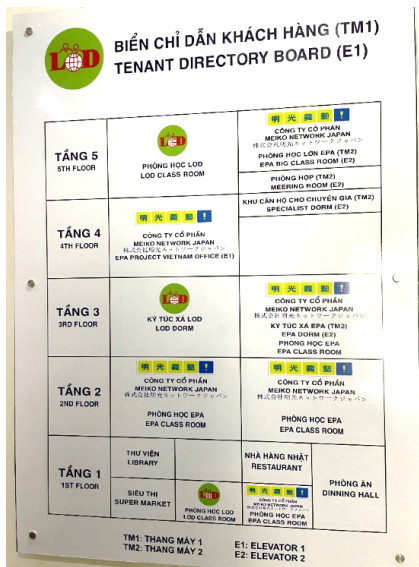 LOD
BIỂN CHỈ DẪN KHÁCH HÀNG (TM1)
TENANT DIRECTORY BOARD (E1)
TẦNG 5
5TH FLOOR
LOD
PHÒNG HỌC LOD
LOD CLASS ROOM
明光義塾!
CÔNG TY CỔ PHẦN
MEIKO NETWORK JAPAN
株式会社明光ネットワークジャパン
PHÒNG HỌC LỚN EPA (TM2)
EPA BIG CLASS ROOM (E2)
PHÒNG HỌP (TM2)
MEERING ROOM (E2)
TẦNG 4
4TH FLOOR
明光義塾!
CÔNG TY CỔ PHẦN
MEIKO NETWORK JAPAN
株式会社明光ネットワークジャパン
EPA PROJECT VIETNAM OFFICE (E1)
KHU CĂN HỘ CHO CHUYÊN GIA (TM2)
SPECIALIST DORM (E2)
TẦNG 3
3RD FLOOR
LOD
KÝ TÚC XÁ LOD
LOD DORM
明光義塾!
CÔNG TY CỔ PHẦN
MEIKO NETWORK JAPAN
株式会社明光ネットワークジャパン
KÝ TÚC XÁ EPA (TM2)
EPA DORM (E2)
PHÒNG HỌC EPA
EPA CLASS ROOM
TẦNG 2
2ND FLOOR
明光義塾!
CÔNG TY CỔ PHẦN
MEIKO NETWORK JAPAN
株式会社明光ネットワークジャパン
PHÒNG HỌC EPA
EPA CLASS ROOM
明光義塾!
CÔNG TY CỔ PHẦN
MEIKO NETWORK JAPAN
株式会社明光ネットワークジャパン
PHÒNG HỌC EPA
EPA CLASS ROOM
TẦNG 1
1ST FLOOR
THƯ VIỆN
LIBRARY
NHÀ HÀNG NHẬT
RESTAURANT
PHÒNG ĂN
DINNING HALL
SIÊU THỊ
SUPER MARKET
LOD
PHÒNG HỌC LOD
LOD CLASS ROOM
明光義塾!
CÔNG TY CỔ PHẦN
MEIKO NETWORK JAPAN
PHÒNG HỌC EPA
EPA CLASS ROOM
TM1: THANG MÁY 1
TM2: THANG MÁY 2
E1: ELEVATOR 1
E2: ELEVATOR 2